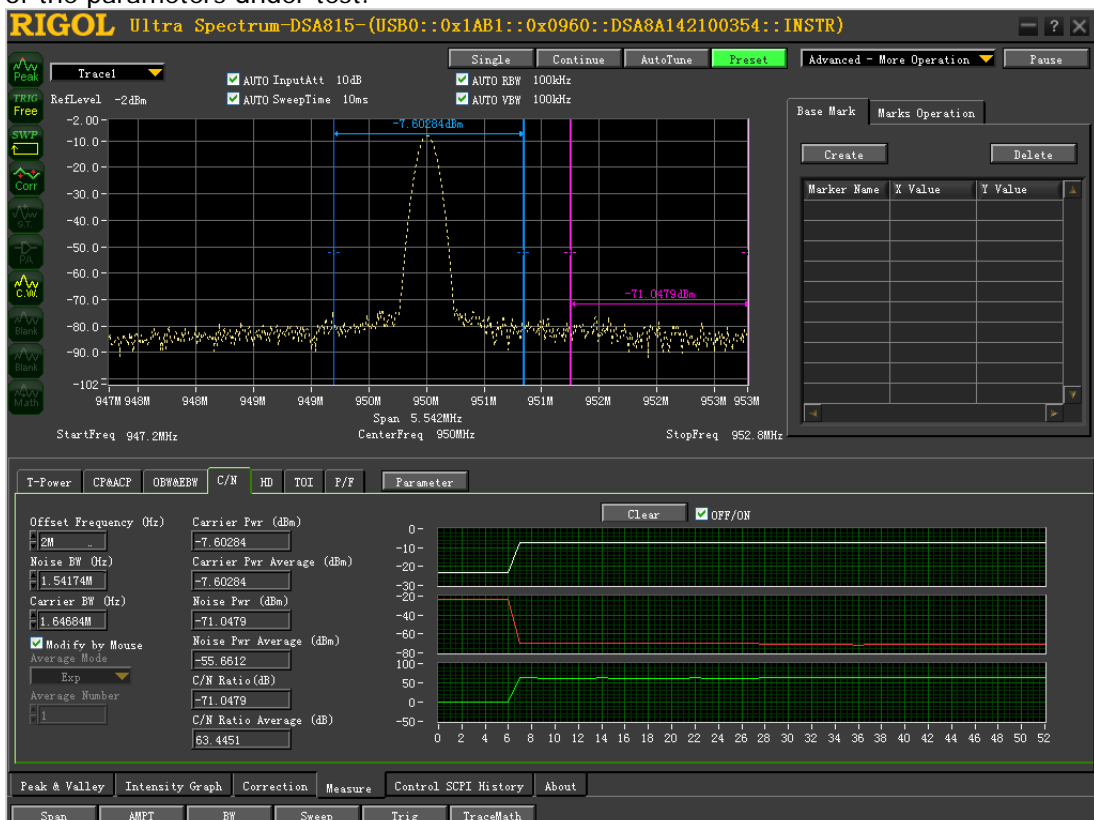 of the parameters under test.
RIGOL Ultra Spectrum-DSA815-(USB0::0x1AB1::0x0960::DSA8A142100354::INSTR)
Single Continue AutoTune Preset Advanced - More Operation Pause
Peak Trace1 AUTO InputAtt 10dB AUTO RBW 100kHz
TRIG Free RefLevel -2dBm AUTO SweepTime 10ms AUTO VBW 100kHz
Base Mark Marks Operation
-2.00
-7.60284dBm
SWP
-10.0
Create Delete
-20.0
Corr
Marker Name X Value Y Value
-30.0
-40.0
S.T.
-50.0
PA
-60.0
C.W.
-70.0
-71.0479dBm
-80.0
Blank
-90.0
Blank
-102
Math
947M 948M 948M 949M 949M 950M 950M 951M 951M 952M 952M 953M 953M
Span 5.542MHz
StartFreq 947.2MHz CenterFreq 950MHz StopFreq 952.8MHz
T-Power CP&ACP OBW&EBW C/N HD TOI P/F Parameter
Clear OFF/ON
Offset Frequency (Hz) Carrier Pwr (dBm)
2M .. -7.60284
Noise BW (Hz) Carrier Pwr Average (dBm)
1.54174M -7.60284
Carrier BW (Hz) Noise Pwr (dBm)
1.64684M -71.0479
Modify by Mouse Noise Pwr Average (dBm)
Average Mode -55.6612
Exp C/N Ratio(dB)
Average Number -71.0479
1 C/N Ratio Average (dB)
63.4451
0
-10
-20
-30
-20
-40
-60
-80
100
50
0
-50
0 2 4 6 8 10 12 14 16 18 20 22 24 26 28 30 32 34 36 38 40 42 44 46 48 50 52
Peak & Valley Intensity Graph Correction Measure Control SCPI History About
Span AMPT BW Sweep Trig TraceMath